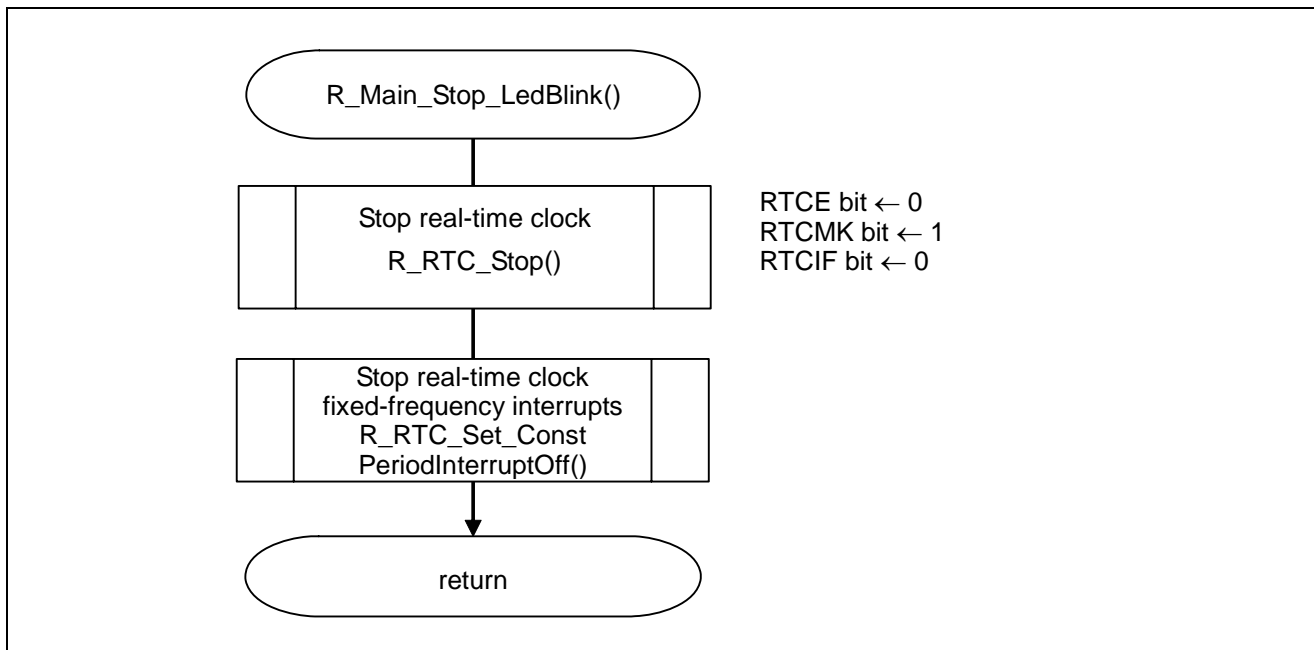 R_Main_Stop_LedBlink()
Stop real-time clock
R_RTC_Stop()
RTCE bit ← 0
RTCMK bit ← 1
RTCIF bit ← 0
Stop real-time clock
fixed-frequency interrupts
R_RTC_Set_Const
PeriodInterruptOff()
return